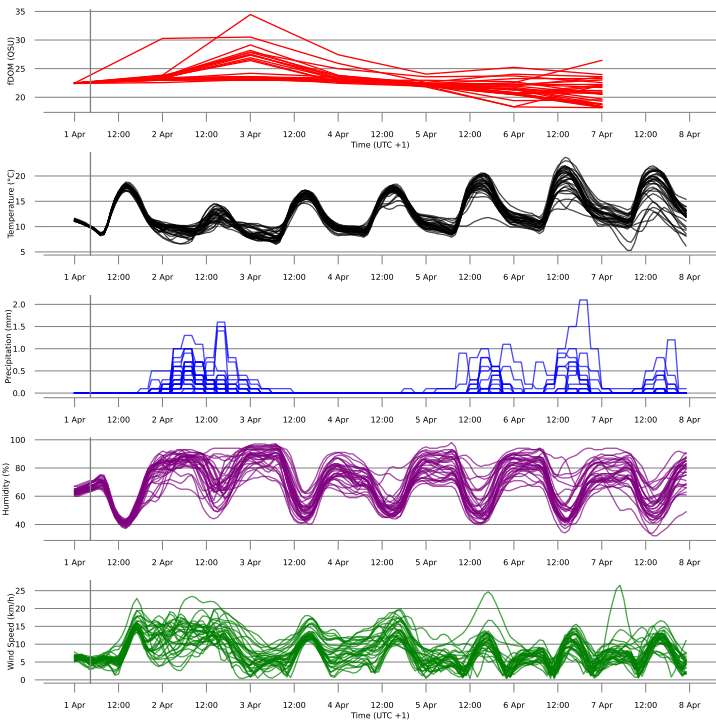 35
30
25
20
fDOM (QSU)
1 Apr 12:00 2 Apr 12:00 3 Apr 12:00 4 Apr 12:00 5 Apr 12:00 6 Apr 12:00 7 Apr 12:00 8 Apr
Time (UTC +1)
20
15
10
5
Temperature (°C)
1 Apr 12:00 2 Apr 12:00 3 Apr 12:00 4 Apr 12:00 5 Apr 12:00 6 Apr 12:00 7 Apr 12:00 8 Apr
2.0
1.5
1.0
0.5
0.0
Precipitation (mm)
1 Apr 12:00 2 Apr 12:00 3 Apr 12:00 4 Apr 12:00 5 Apr 12:00 6 Apr 12:00 7 Apr 12:00 8 Apr
100
80
60
40
Humidity (%)
1 Apr 12:00 2 Apr 12:00 3 Apr 12:00 4 Apr 12:00 5 Apr 12:00 6 Apr 12:00 7 Apr 12:00 8 Apr
25
20
15
10
5
0
Wind Speed (km/h)
1 Apr 12:00 2 Apr 12:00 3 Apr 12:00 4 Apr 12:00 5 Apr 12:00 6 Apr 12:00 7 Apr 12:00 8 Apr
Time (UTC +1)